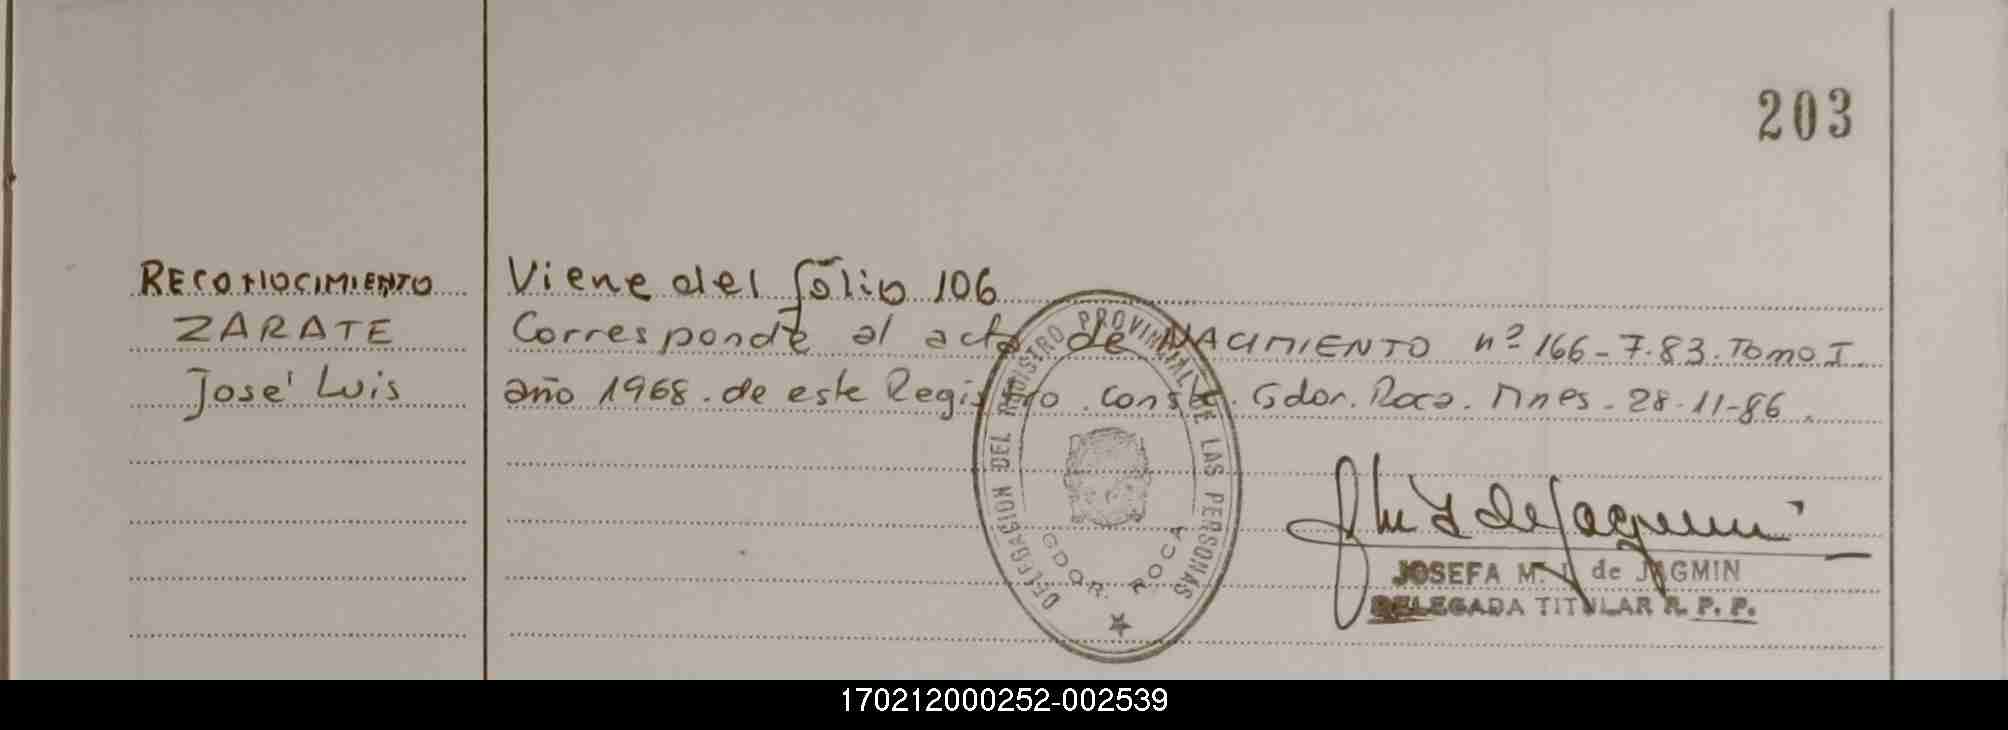 203
RECONOCIMIENTO
ZARATE
José Luis
Viene del folio 106
Corresponde al acta de NACIMIENTO nº 166-7.83. Tomo I
año 1968. de este Registro. Conste. Gdor. Roca. Mnes - 28-11-86.
DELEGACION DEL REGISTRO PROVINCIAL DE LAS PERSONAS
GDOR. ROCA
JOSEFA M. I. de JAGMIN
DELEGADA TITULAR R. P. P.
170212000252-002539